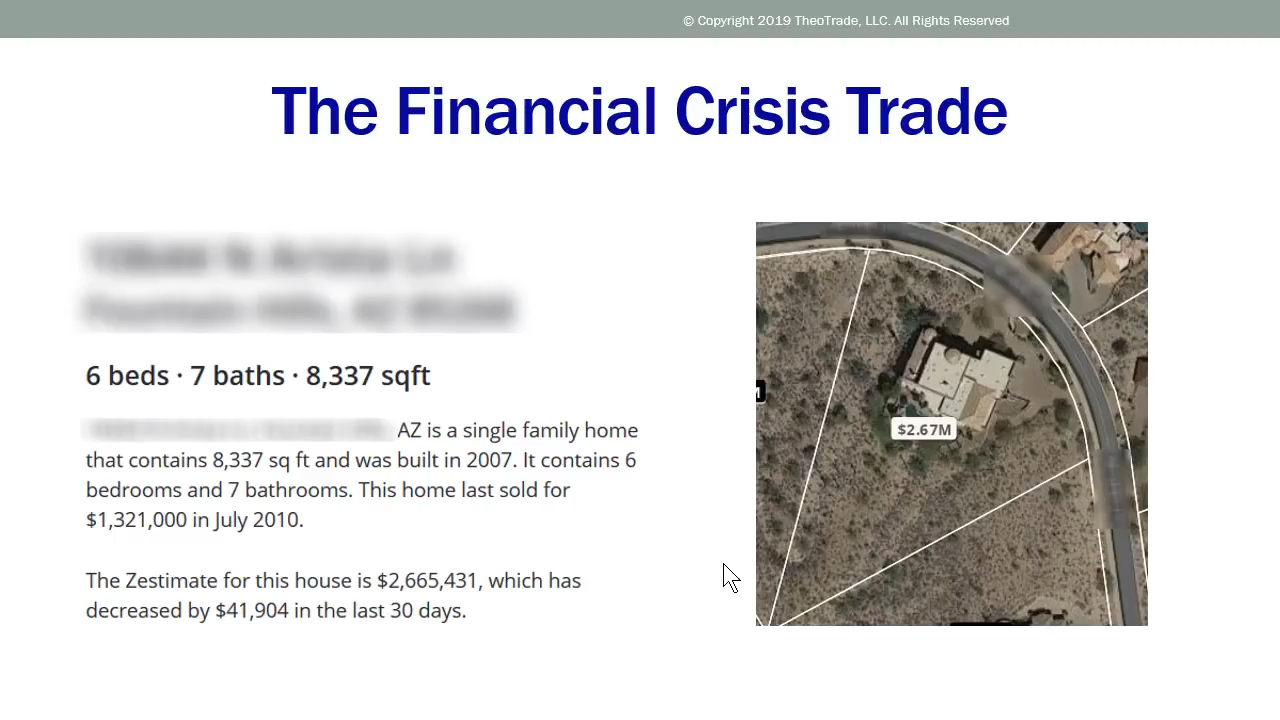 © Copyright 2019 TheoTrade, LLC. All Rights Reserved
The Financial Crisis Trade
6 beds · 7 baths · 8,337 sqft
AZ is a single family home
that contains 8,337 sq ft and was built in 2007. It contains 6
bedrooms and 7 bathrooms. This home last sold for
$1,321,000 in July 2010.
The Zestimate for this house is $2,665,431, which has
decreased by $41,904 in the last 30 days.
$2.67M